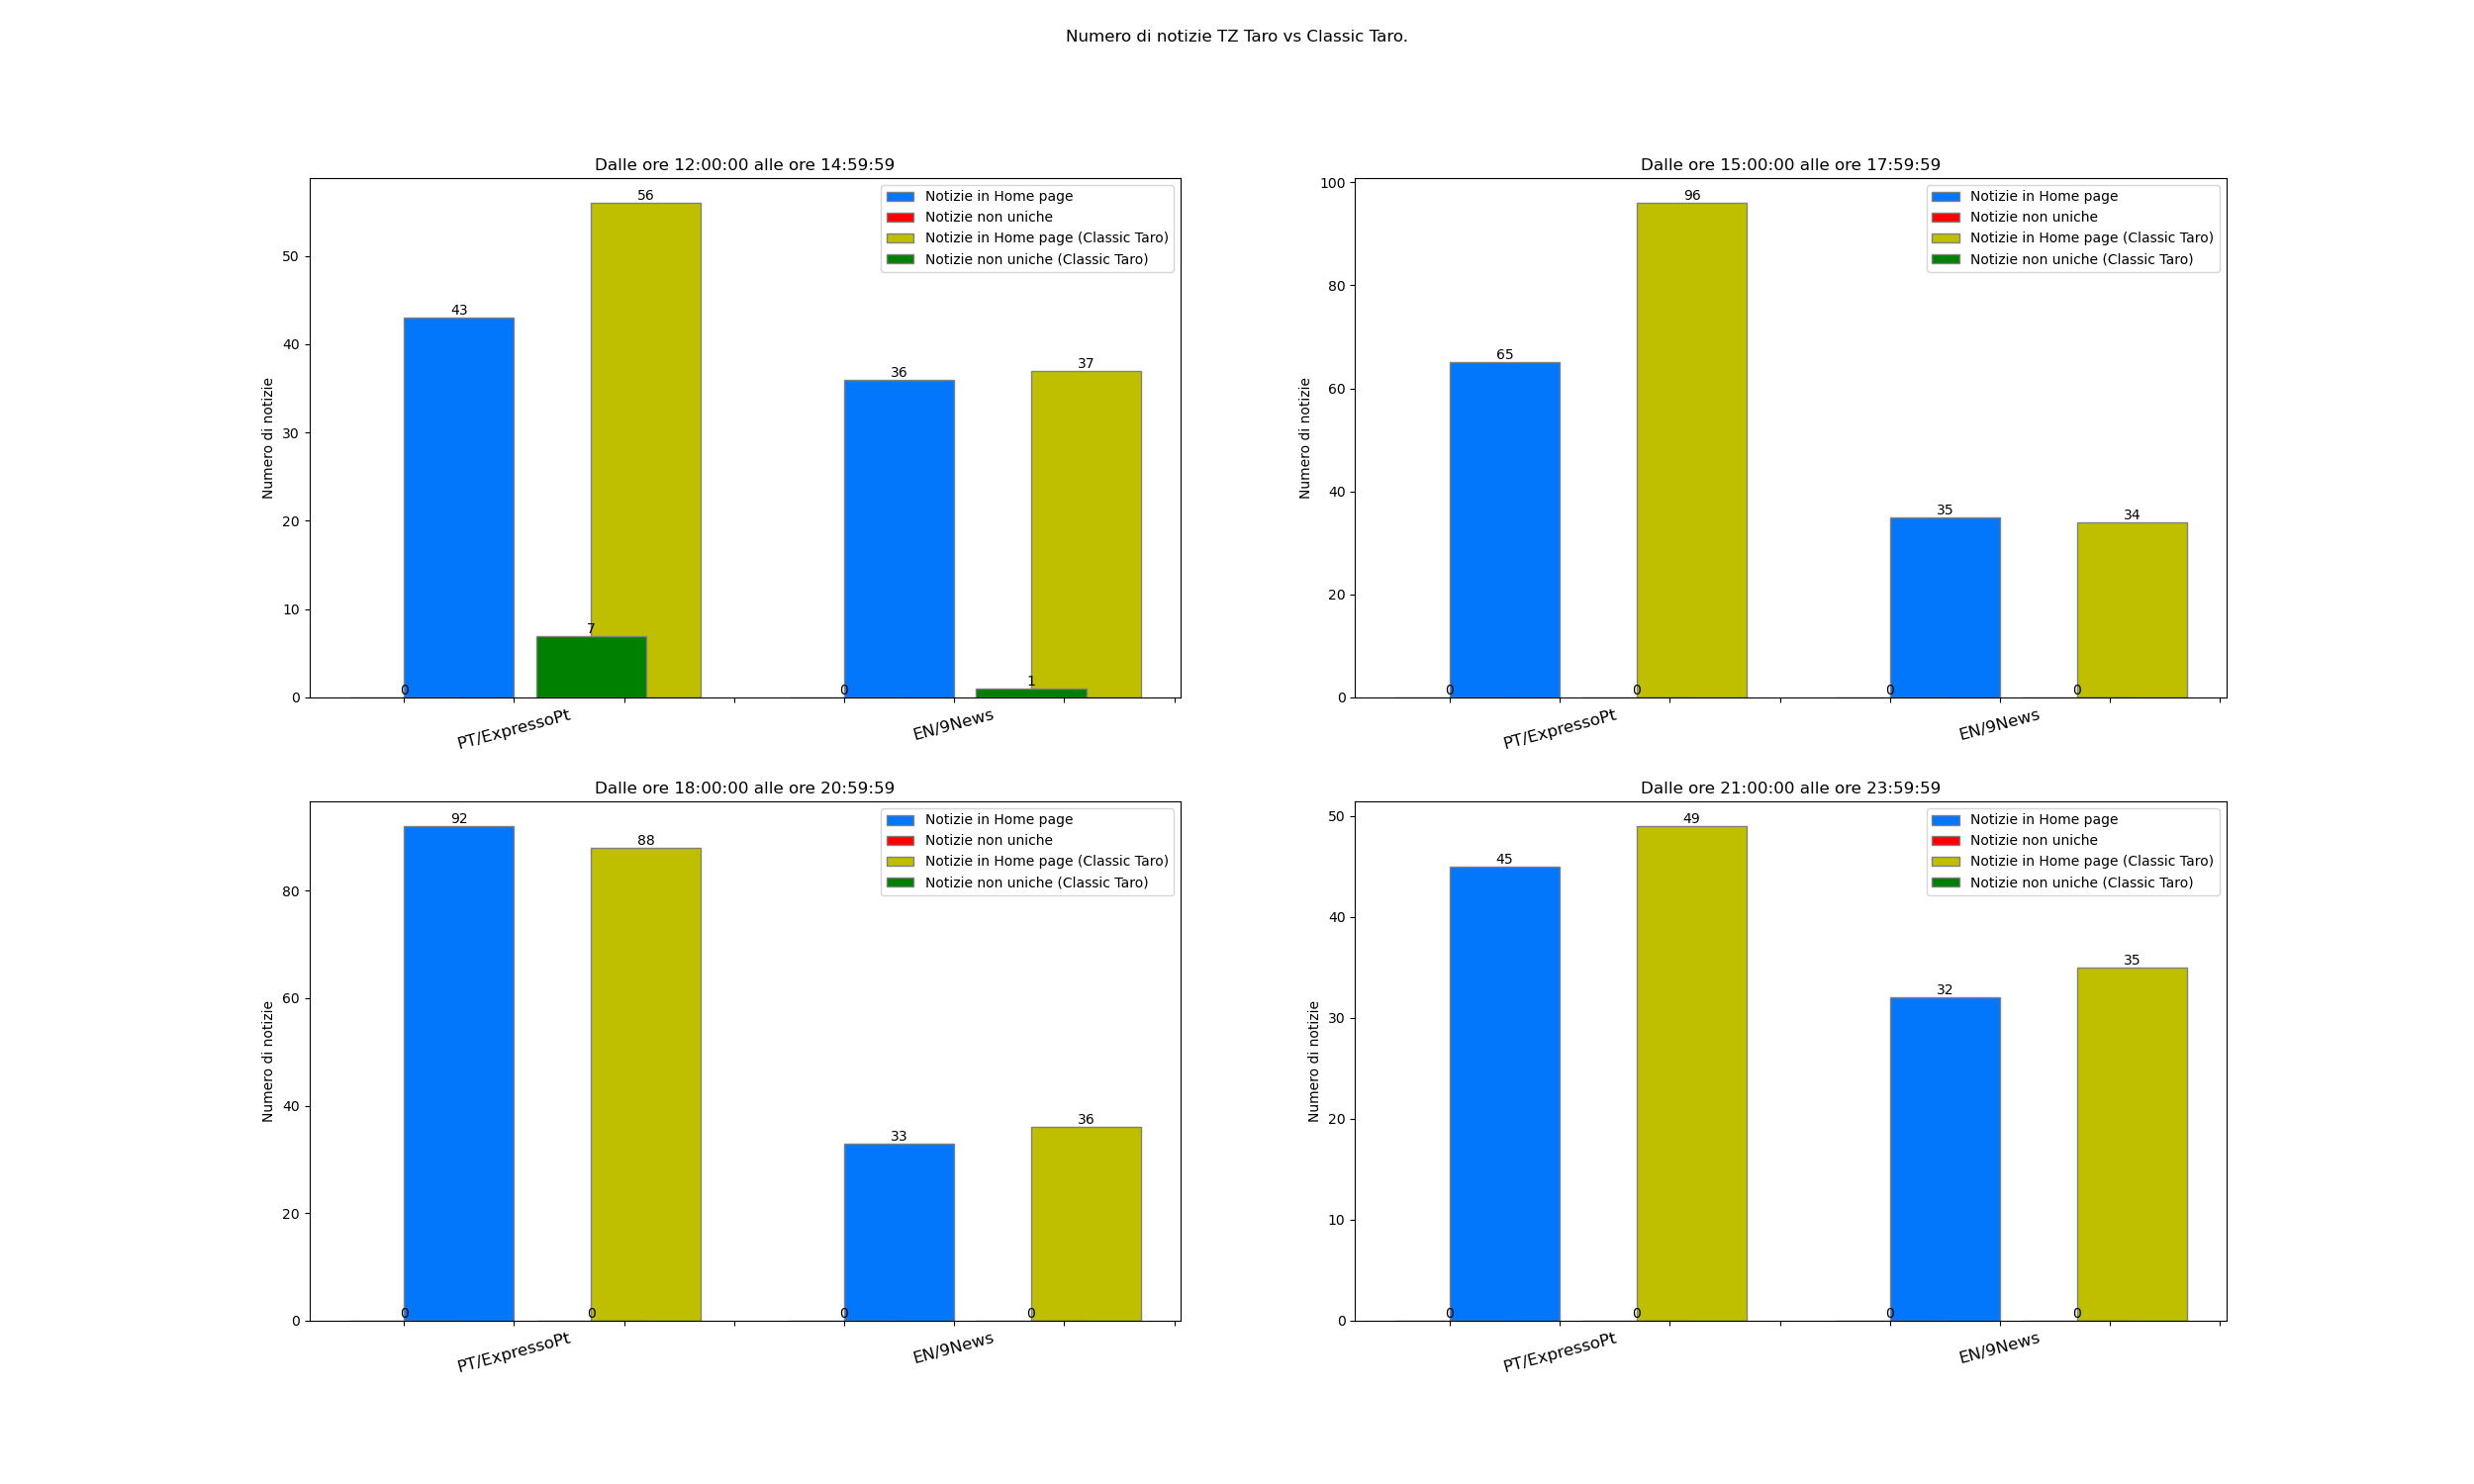 Numero di notizie TZ Taro vs Classic Taro.
Dalle ore 12:00:00 alle ore 14:59:59
Numero di notizie
50
40
30
20
10
0
56
43
36
37
7
1
0
0
Notizie in Home page
Notizie non uniche
Notizie in Home page (Classic Taro)
Notizie non uniche (Classic Taro)
PT/ExpressoPt
EN/9News
Dalle ore 15:00:00 alle ore 17:59:59
Numero di notizie
100
80
60
40
20
0
96
65
35
34
0
0
0
0
Notizie in Home page
Notizie non uniche
Notizie in Home page (Classic Taro)
Notizie non uniche (Classic Taro)
PT/ExpressoPt
EN/9News
Dalle ore 18:00:00 alle ore 20:59:59
Numero di notizie
80
60
40
20
0
92
88
33
36
0
0
0
0
Notizie in Home page
Notizie non uniche
Notizie in Home page (Classic Taro)
Notizie non uniche (Classic Taro)
PT/ExpressoPt
EN/9News
Dalle ore 21:00:00 alle ore 23:59:59
Numero di notizie
50
40
30
20
10
0
49
45
32
35
0
0
0
0
Notizie in Home page
Notizie non uniche
Notizie in Home page (Classic Taro)
Notizie non uniche (Classic Taro)
PT/ExpressoPt
EN/9News